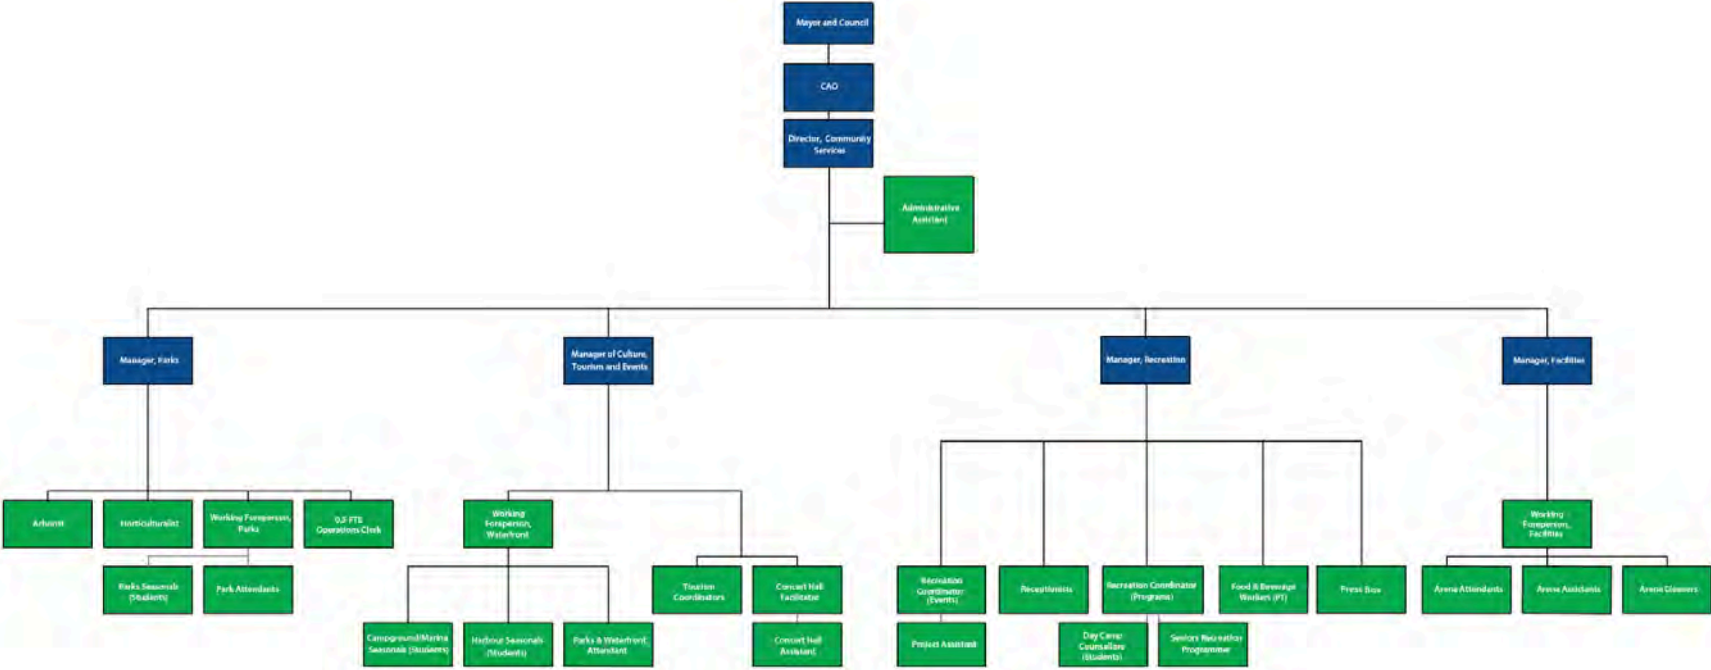 Mayor and Council
CAO
Director, Community
Services
Administrative
Assistant
Manager, Parks
Manager of Culture,
Tourism and Events
Manager, Recreation
Manager, Facilities
Arborist
Horticulturalist
Working Foreperson,
Parks
0.5 FTE
Operations Clerk
Working
Foreperson,
Waterfront
Working
Foreperson,
Facilities
Parks Seasonals
(Students)
Park Attendants
Tourism
Coordinators
Concert Hall
Facilitator
Recreation
Coordinator
(Events)
Receptionists
Recreation Coordinator
(Programs)
Food & Beverage
Workers (PT)
Press Box
Arena Attendants
Arena Assistants
Arena Cleaners
Campground/Marina
Seasonals (Students)
Harbour Seasonals
(Students)
Parks & Waterfront
Attendant
Concert Hall
Assistant
Project Assistant
Day Camp
Counsellors
(Students)
Seniors Recreation
Programmer